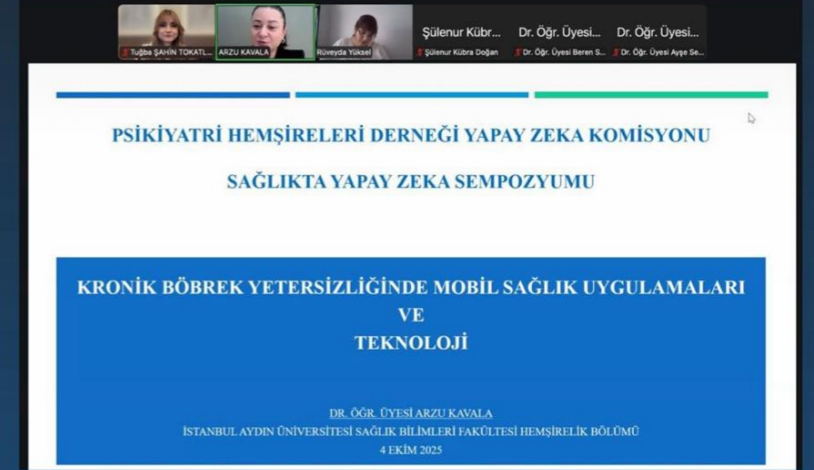 Sülenur Kübr... Dr. Öğr. Üyesi... Dr. Öğr. Üyesi...
Tuğba ŞAHİN TOKATL... ARZU KAVALA Rüveyda Yüksel Şülenur Kübra Doğan Dr. Öğr. Üyesi Beren S... Dr. Öğr. Üyesi Ayşe Se...
PSİKİYATRİ HEMŞİRELERİ DERNEĞİ YAPAY ZEKA KOMİSYONU
SAĞLIKTA YAPAY ZEKA SEMPOZYUMU
KRONİK BÖBREK YETERSİZLİĞİNDE MOBİL SAĞLIK UYGULAMALARI
VE
TEKNOLOJİ
DR. ÖĞR. ÜYESİ ARZU KAVALA
İSTANBUL AYDIN ÜNİVERSİTESİ SAĞLIK BİLİMLERİ FAKÜLTESİ HEMŞİRELİK BÖLÜMÜ
4 EKİM 2025